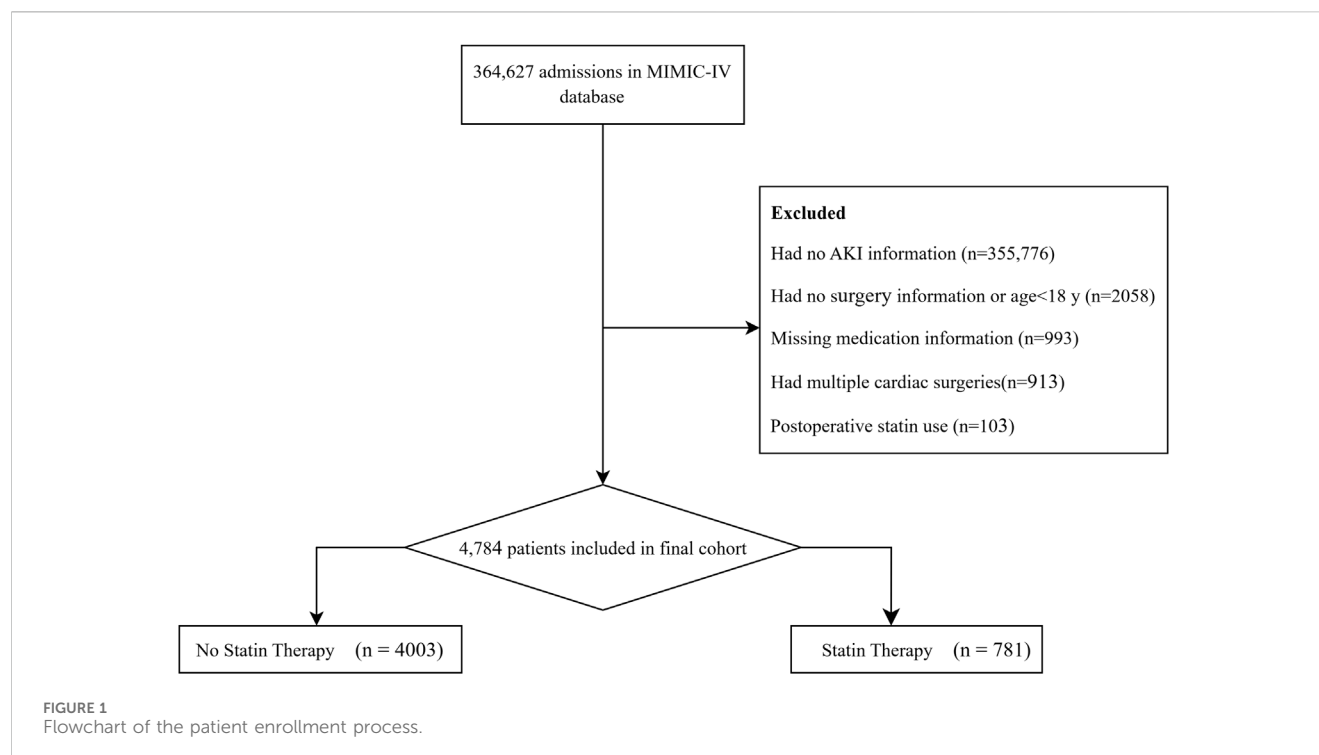 364,627 admissions in MIMIC-IV
database
Excluded
Had no AKI information (n=355,776)
Had no surgery information or age<18 y (n=2058)
Missing medication information (n=993)
Had multiple cardiac surgeries(n=913)
Postoperative statin use (n=103)
4,784 patients included in final cohort
No Statin Therapy (n = 4003)
Statin Therapy (n = 781)
FIGURE 1
Flowchart of the patient enrollment process.